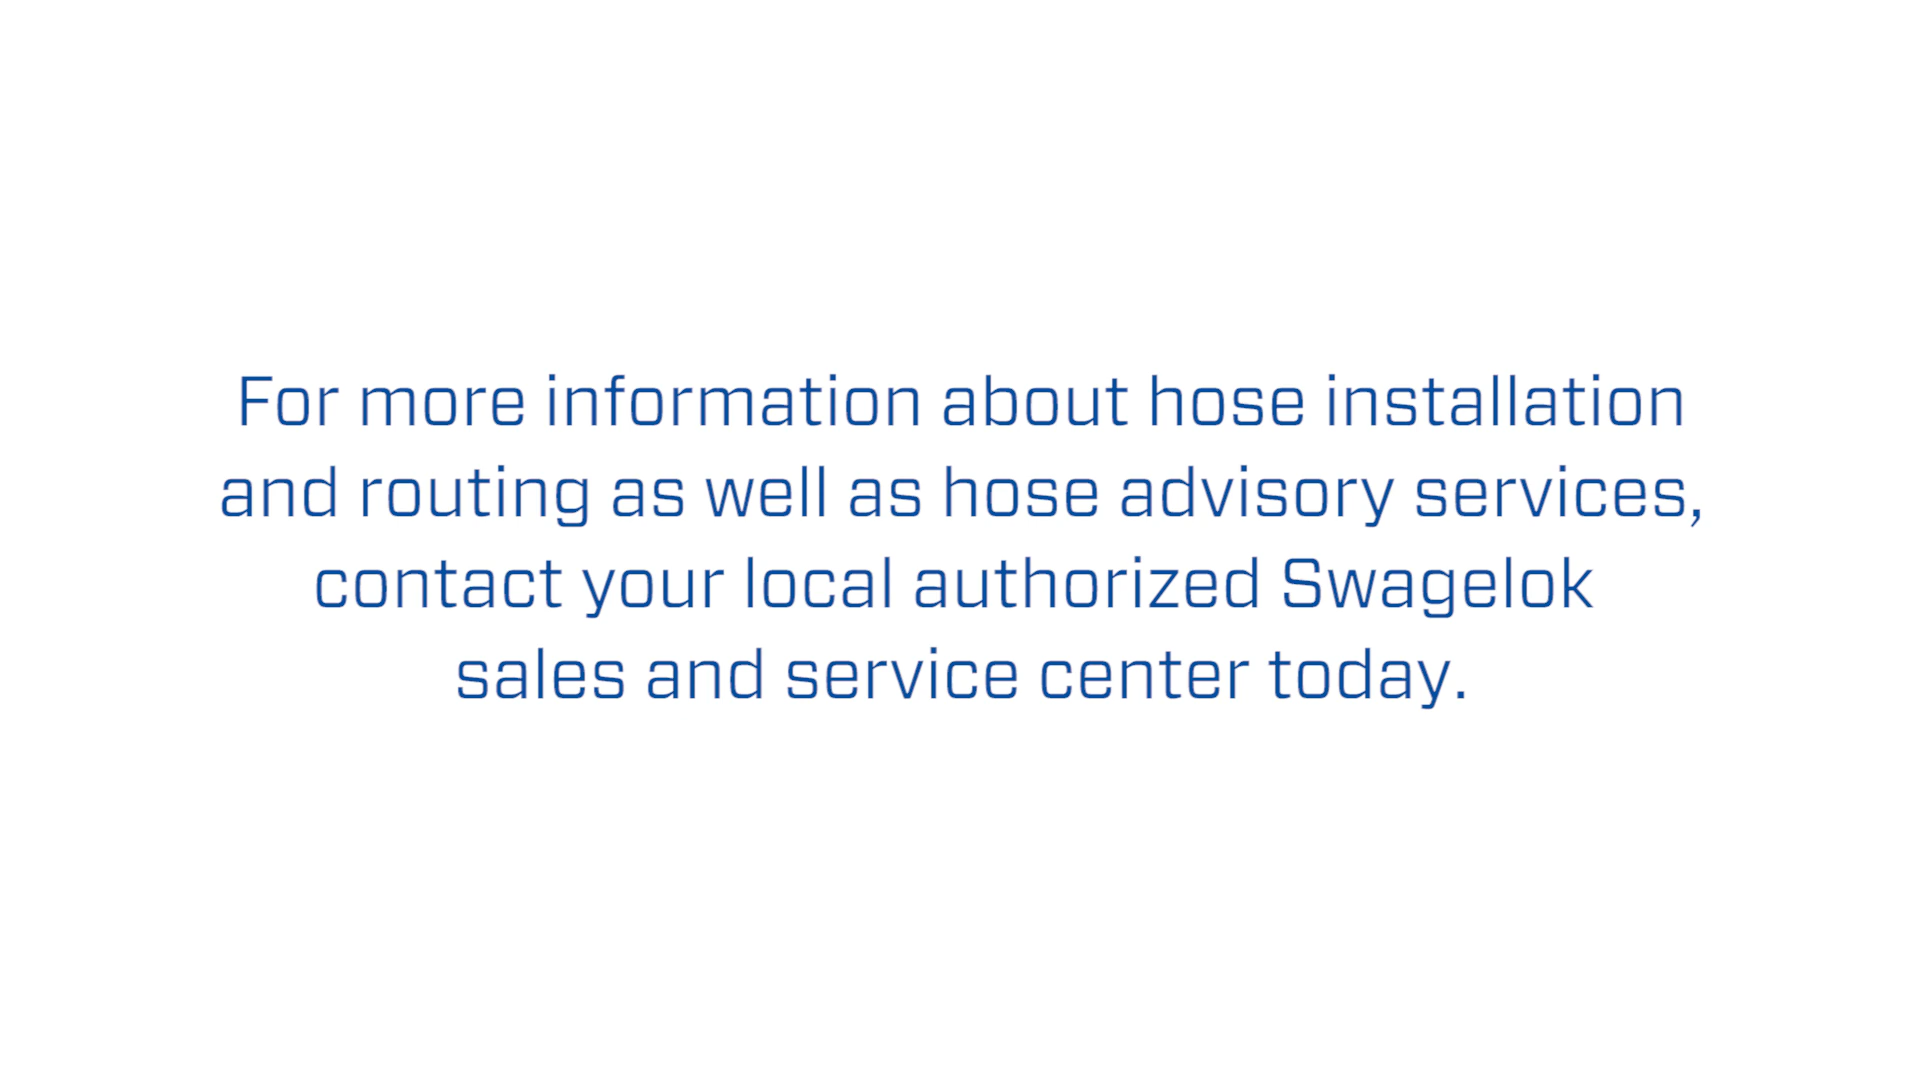 For more information about hose installation
and routing as well as hose advisory services,
contact your local authorized Swagelok
sales and service center today.